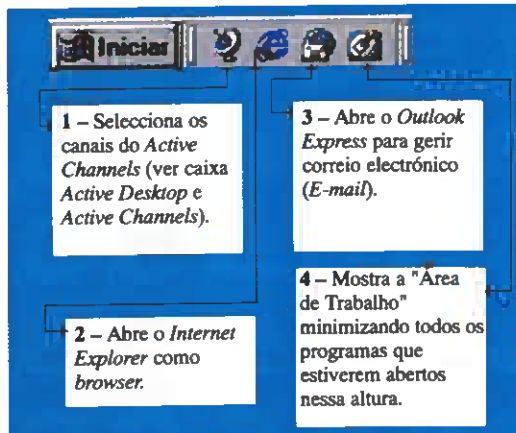 Iniciar
1 – Selecciona os
canais do Active
Channels (ver caixa
Active Desktop e
Active Channels).
2 – Abre o Internet
Explorer como
browser.
3 – Abre o Outlook
Express para gerir
correio electrónico
(E-mail).
4 – Mostra a "Área
de Trabalho"
minimizando todos os
programas que
estiverem abertos
nessa altura.